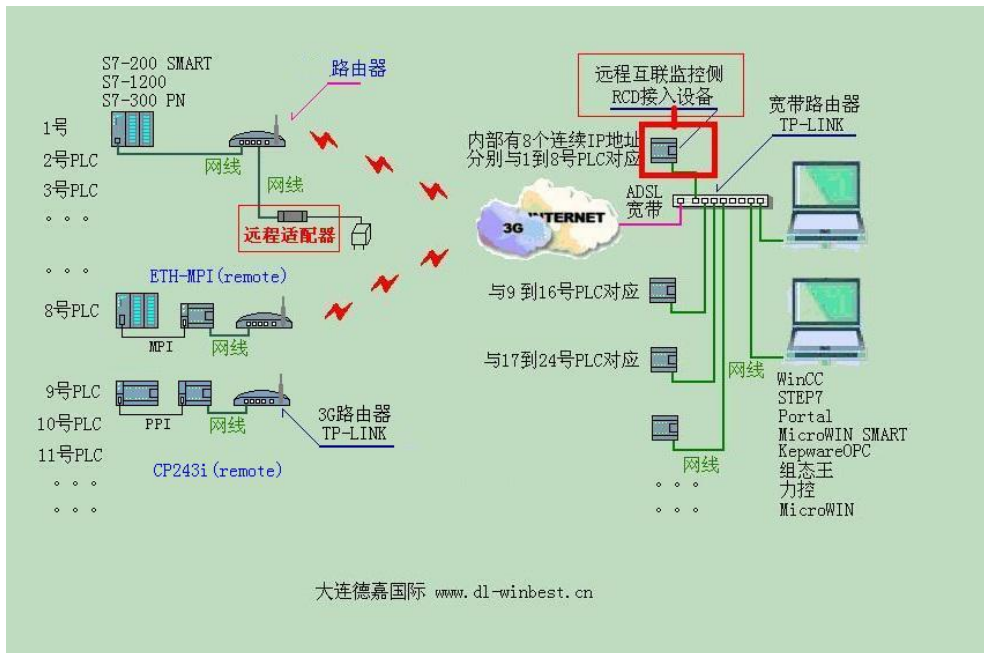 S7-200 SMART
S7-1200
S7-300 PN
路由器
远程互联监控侧
RCD接入设备
宽带路由器
TP-LINK
1号
2号PLC
3号PLC
。。。
网线
网线
内部有8个连续IP地址
分别与1到8号PLC对应
ADSL
宽带
3G
INTERNET
远程适配器
。。。
ETH-MPI(remote)
8号PLC
MPI
网线
与9 到16号PLC对应
与17到24号PLC对应
网线
9号PLC
10号PLC
PPI
网线
3G路由器
TP-LINK
11号PLC
CP243i(remote)
。。。
。。。
网线
。。。
。。。
WinCC
STEP7
Portal
MicroWIN SMART
KepwareOPC
组态王
力控
MicroWIN
大连德嘉国际 www.dl-winbest.cn